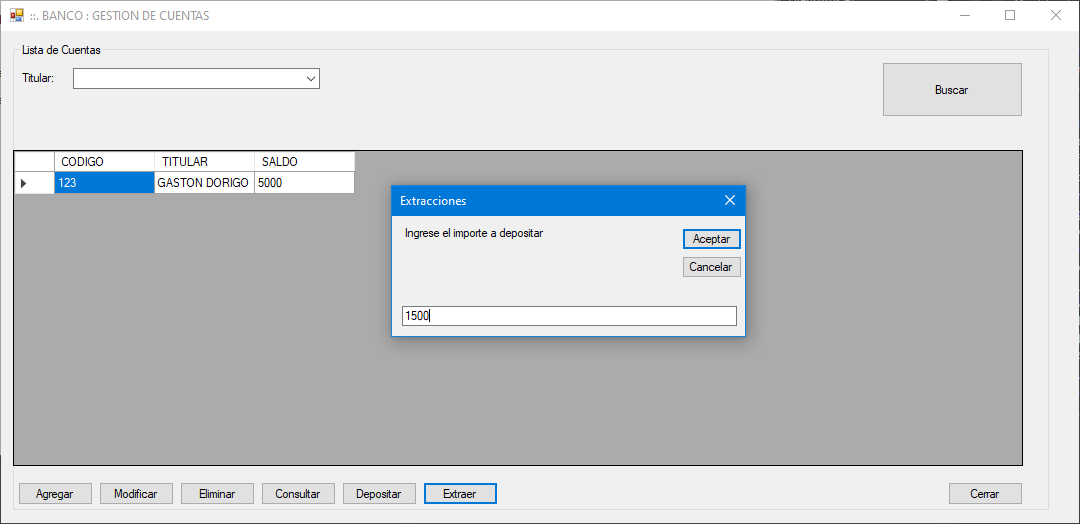 ::. BANCO : GESTION DE CUENTAS
Lista de Cuentas
Titular:
Buscar
CODIGO TITULAR SALDO
123 GASTON DORIGO 5000
Extracciones
Ingrese el importe a depositar
Aceptar
Cancelar
1500
Agregar Modificar Eliminar Consultar Depositar Extraer Cerrar